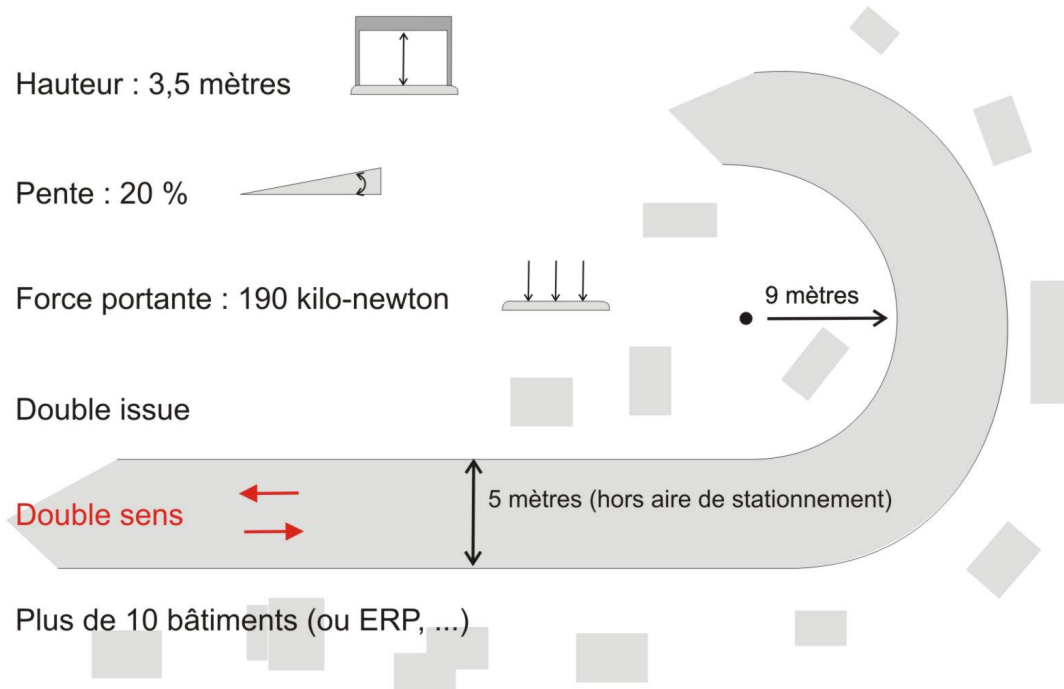 Hauteur : 3,5 mètres
Pente : 20 %
Force portante : 190 kilo-newton
9 mètres
Double issue
5 mètres (hors aire de stationnement)
Double sens
Plus de 10 bâtiments (ou ERP, ...)